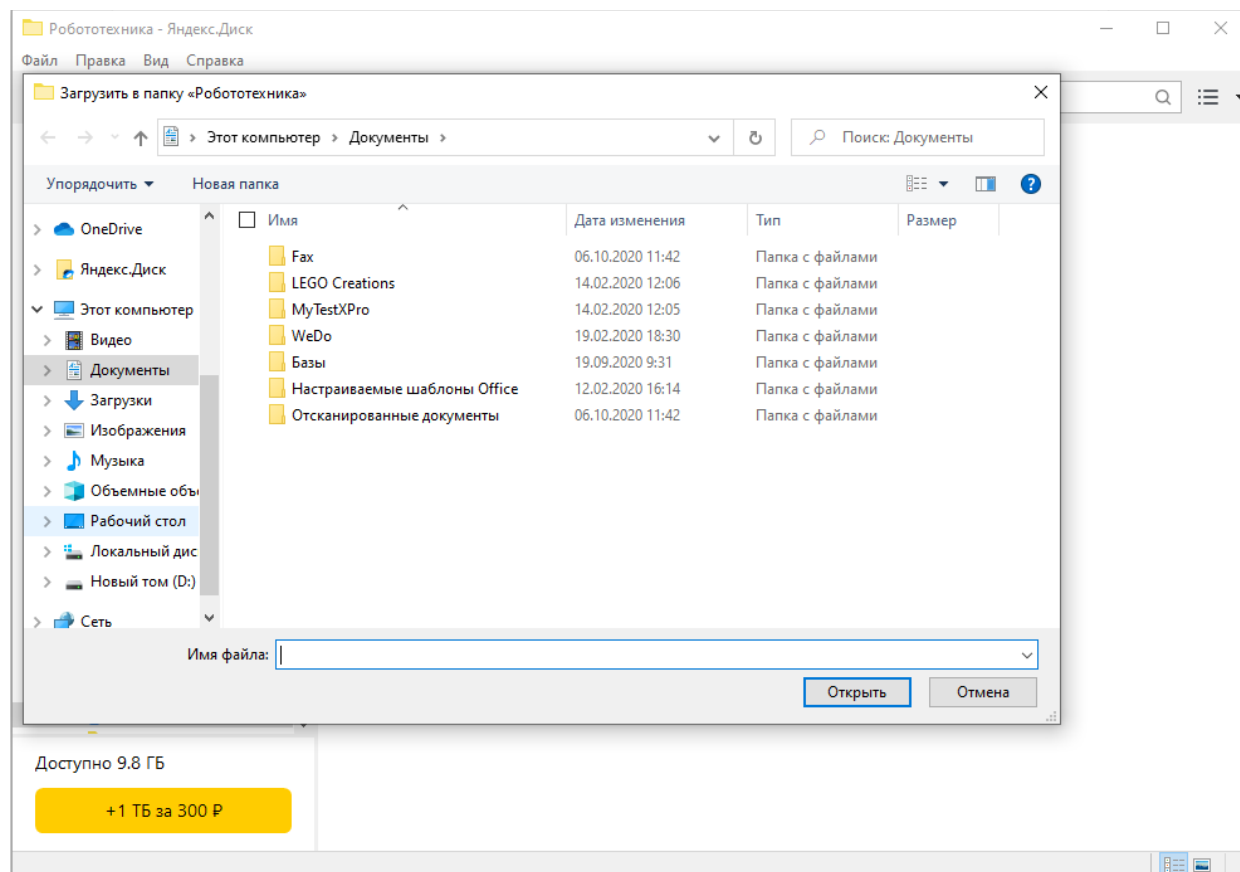 Робототехника - Яндекс.Диск
Файл Правка Вид Справка
Загрузить в папку «Робототехника»
Этот компьютер › Документы ›
Поиск: Документы
Упорядочить Новая папка
Имя Дата изменения Тип Размер
OneDrive
Яндекс.Диск
Этот компьютер
Видео
Документы
Загрузки
Изображения
Музыка
Объемные объ
Рабочий стол
Локальный дис
Новый том (D:)
Сеть
Fax 06.10.2020 11:42 Папка с файлами
LEGO Creations 14.02.2020 12:06 Папка с файлами
MyTestXPro 14.02.2020 12:05 Папка с файлами
WeDo 19.02.2020 18:30 Папка с файлами
Базы 19.09.2020 9:31 Папка с файлами
Настраиваемые шаблоны Office 12.02.2020 16:14 Папка с файлами
Отсканированные документы 06.10.2020 11:42 Папка с файлами
Имя файла:
Открыть Отмена
Доступно 9.8 ГБ
+1 ТБ за 300 ₽